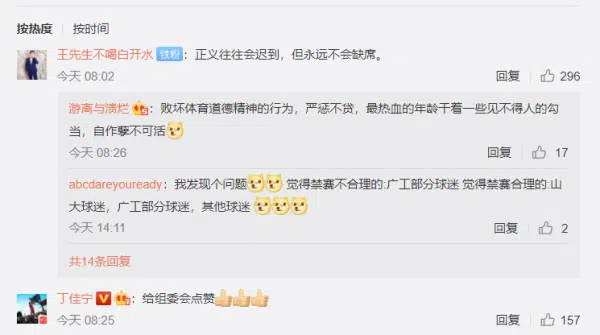 按热度 按时间
王先生不喝白开水 铁粉：正义往往会迟到，但永远不会缺席。
今天 08:02 回复 296
游离与溃烂：败坏体育道德精神的行为，严惩不贷，最热血的年龄干着一些见不得人的勾
当，自作孽不可活
今天 08:26 回复 17
abcdareyouready：我发现个问题 觉得禁赛不合理的:广工部分球迷 觉得禁赛合理的:山
大球迷，广工部分球迷，其他球迷
今天 14:11 回复 2
共14条回复
丁佳宁：给组委会点赞
今天 08:25 回复 157